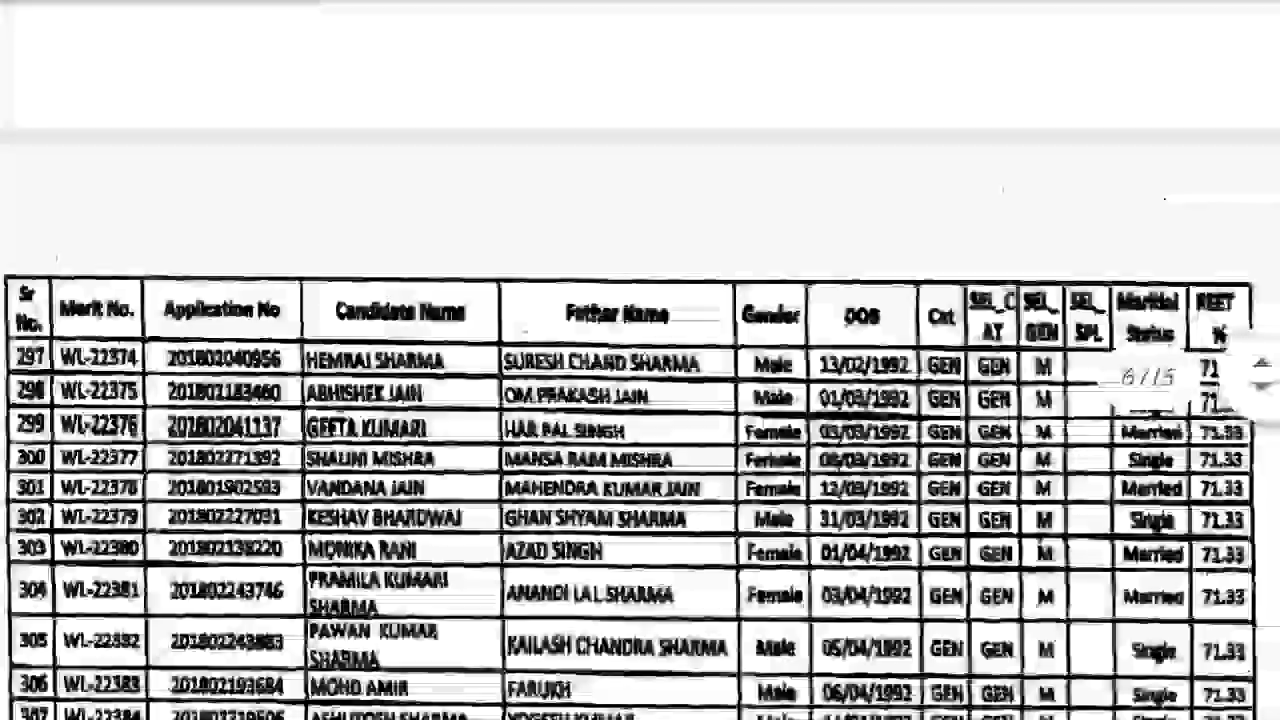 Sr No. Merit No. Application No Candidate Name Father Name Gender DOB Cat SEL_CAT SEL_GEN SEL_SPL Marital Status REET %
297 WL-22374 201802040956 HEMRAJ SHARMA SURESH CHAND SHARMA Male 13/02/1992 GEN GEN M 71
6/15
298 WL-22375 201802183460 ABHISHEK JAIN OM PRAKASH JAIN Male 01/03/1992 GEN GEN M 71
299 WL-22376 201802041137 GEETA KUMARI HAR PAL SINGH Female 03/03/1992 GEN GEN M Married 71.33
300 WL-22377 201802271392 SHALINI MISHRA MANSA RAM MISHRA Female GEN GEN M Single 71.33
301 WL-22378 VANDANA JAIN MAHENDRA KUMAR JAIN Female 12/03/1992 GEN GEN M Married 71.33
302 WL-22379 201802227031 KESHAV BHARDWAJ GHAN SHYAM SHARMA Male 31/03/1992 GEN GEN M Single 71.33
303 WL-22380 201802138220 MONIKA RANI AZAD SINGH Female 01/04/1992 GEN GEN M Married 71.33
304 WL-22381 201802243746 PRAMILA KUMARI SHARMA ANANDI LAL SHARMA Female 03/04/1992 GEN GEN M Married 71.33
305 WL-22382 PAWAN KUMAR SHARMA KAILASH CHANDRA SHARMA Male 05/04/1992 GEN GEN M Single 71.33
306 WL-22383 201802193684 MOHD AMIR FARUKH Male 06/04/1992 GEN GEN M Single 71.33
307 WL-22384 ASHUTOSH SHARMA YOGESH KUMAR